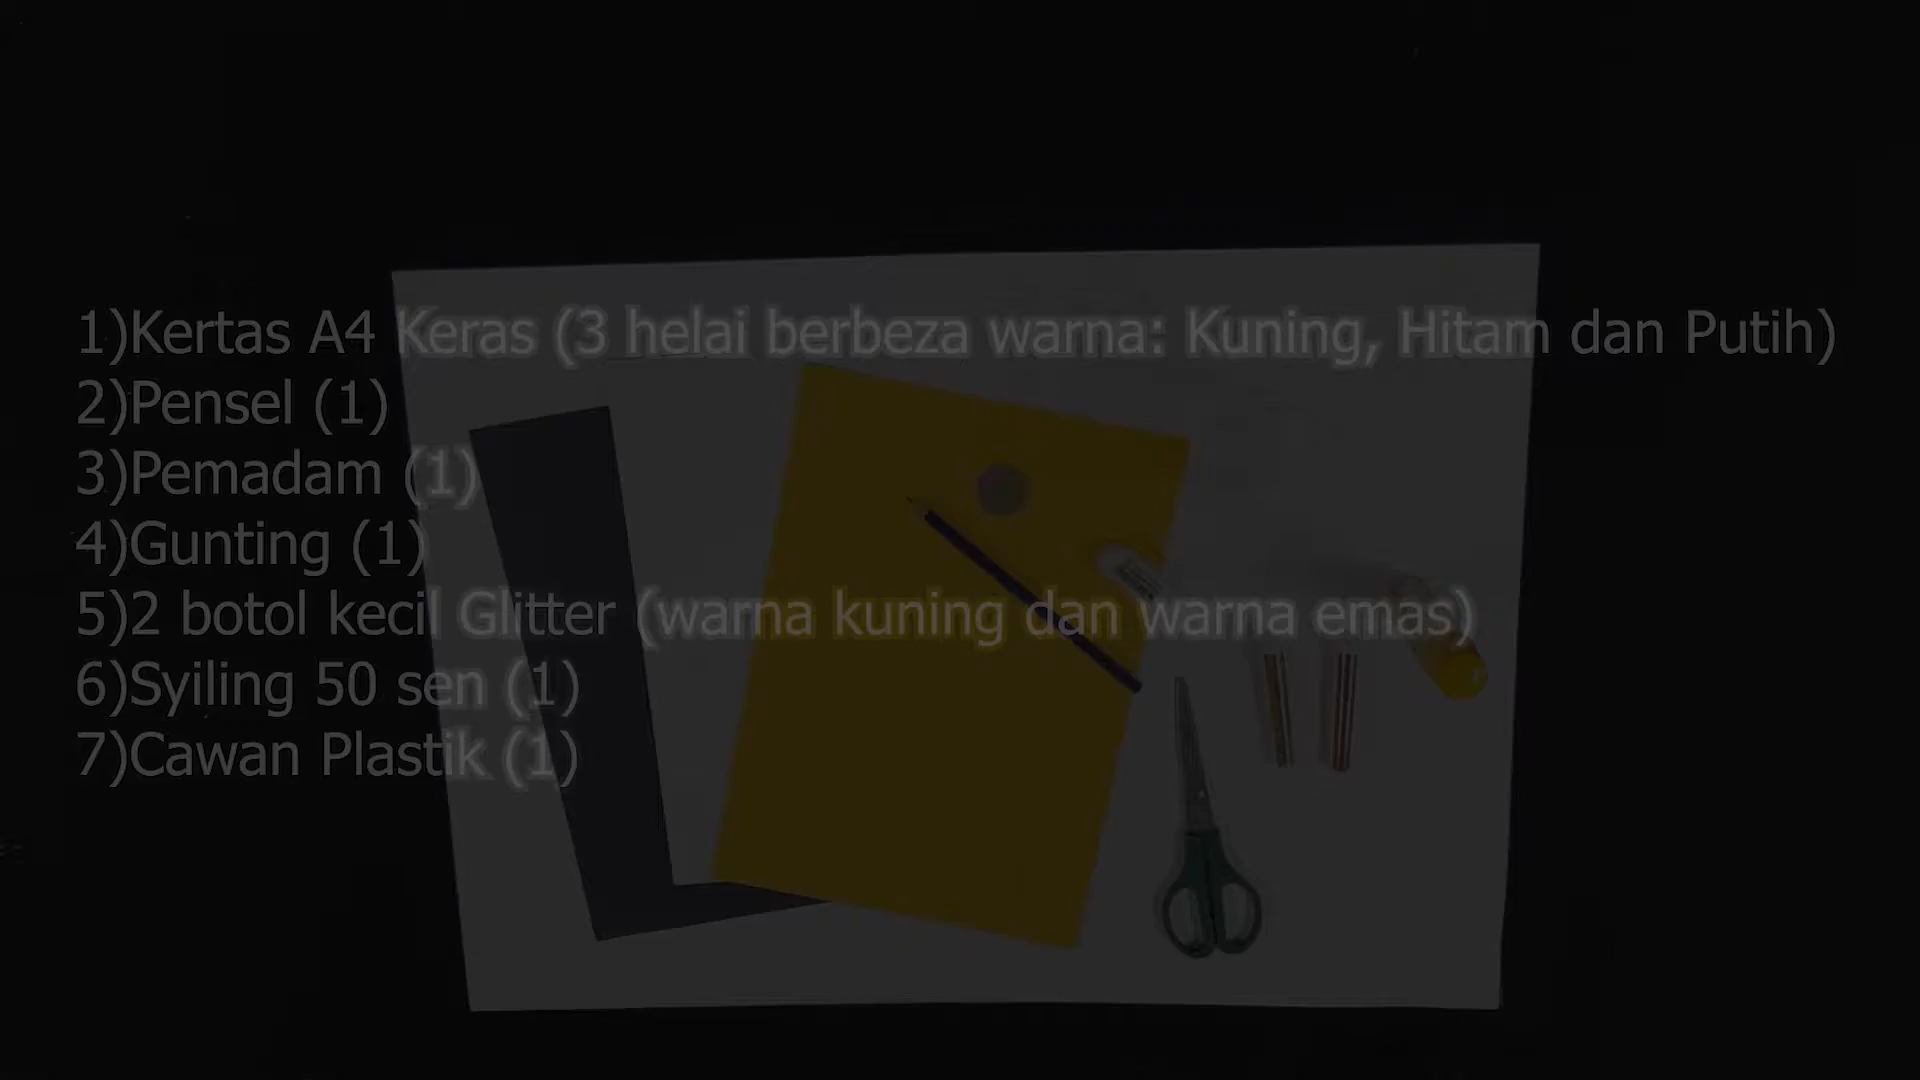 1)Kertas A4 Keras (3 helai berbeza warna: Kuning, Hitam dan Putih)
2)Pensel (1)
3)Pemadam (1)
4)Gunting (1)
5)2 botol kecil Glitter (warna kuning dan warna emas)
6)Syiling 50 sen (1)
7)Cawan Plastik (1)